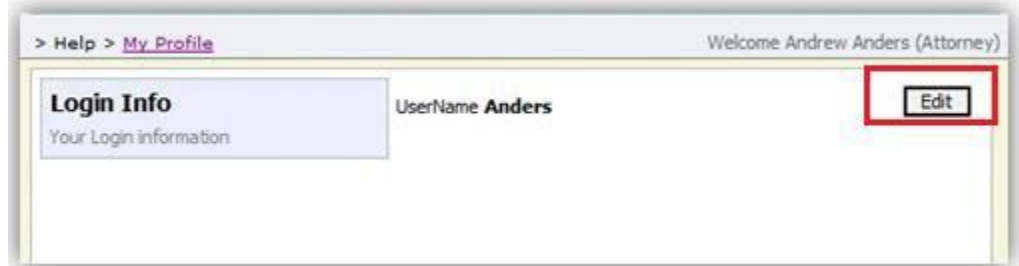 > Help > My Profile
Welcome Andrew Anders (Attorney)
Login Info
Your Login information
UserName Anders
Edit